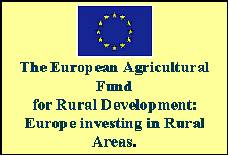 The European Agricultural
Fund
for Rural Development:
Europe investing in Rural
Areas.